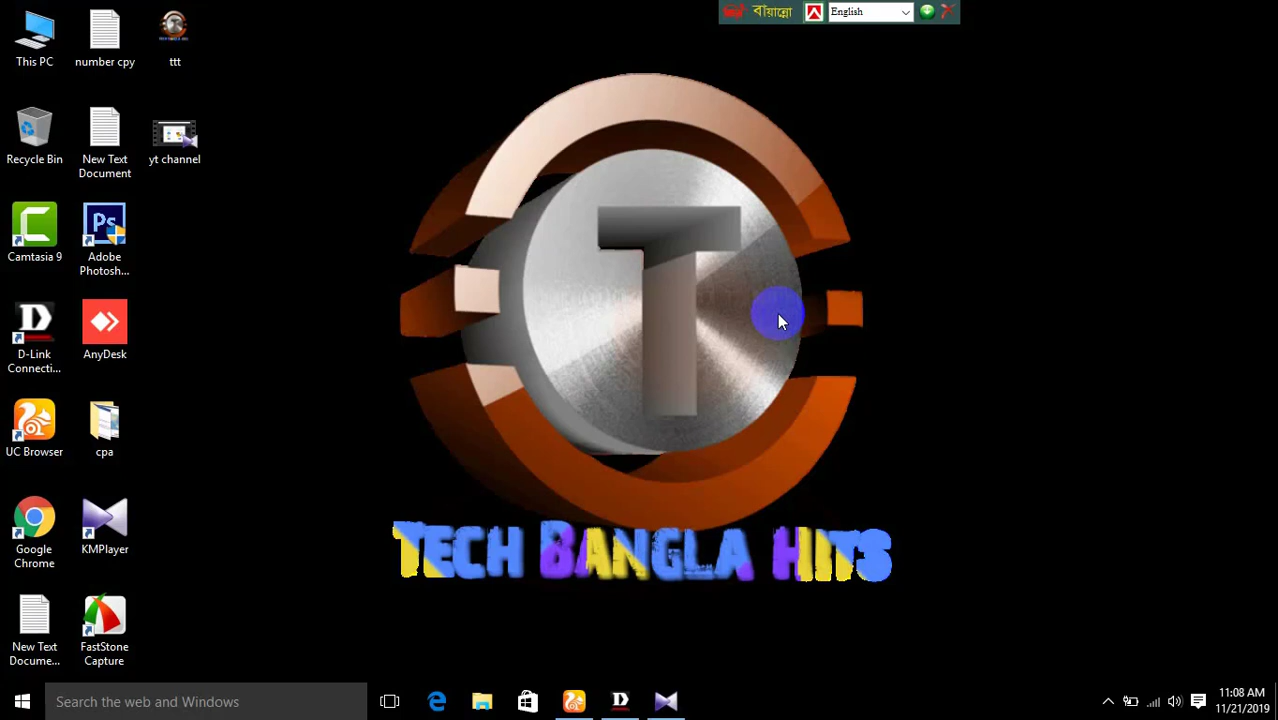 বায়ান্নো English
This PC
number cpy
ttt
Recycle Bin
New Text
Document
yt channel
Camtasia 9
Ps
Adobe
Photosh...
D-Link
Connecti...
AnyDesk
UC Browser
cpa
Google
Chrome
KMPlayer
New Text
Docume...
FastStone
Capture
T
TECH BANGLA HITS
Search the web and Windows
11:08 AM
11/21/2019